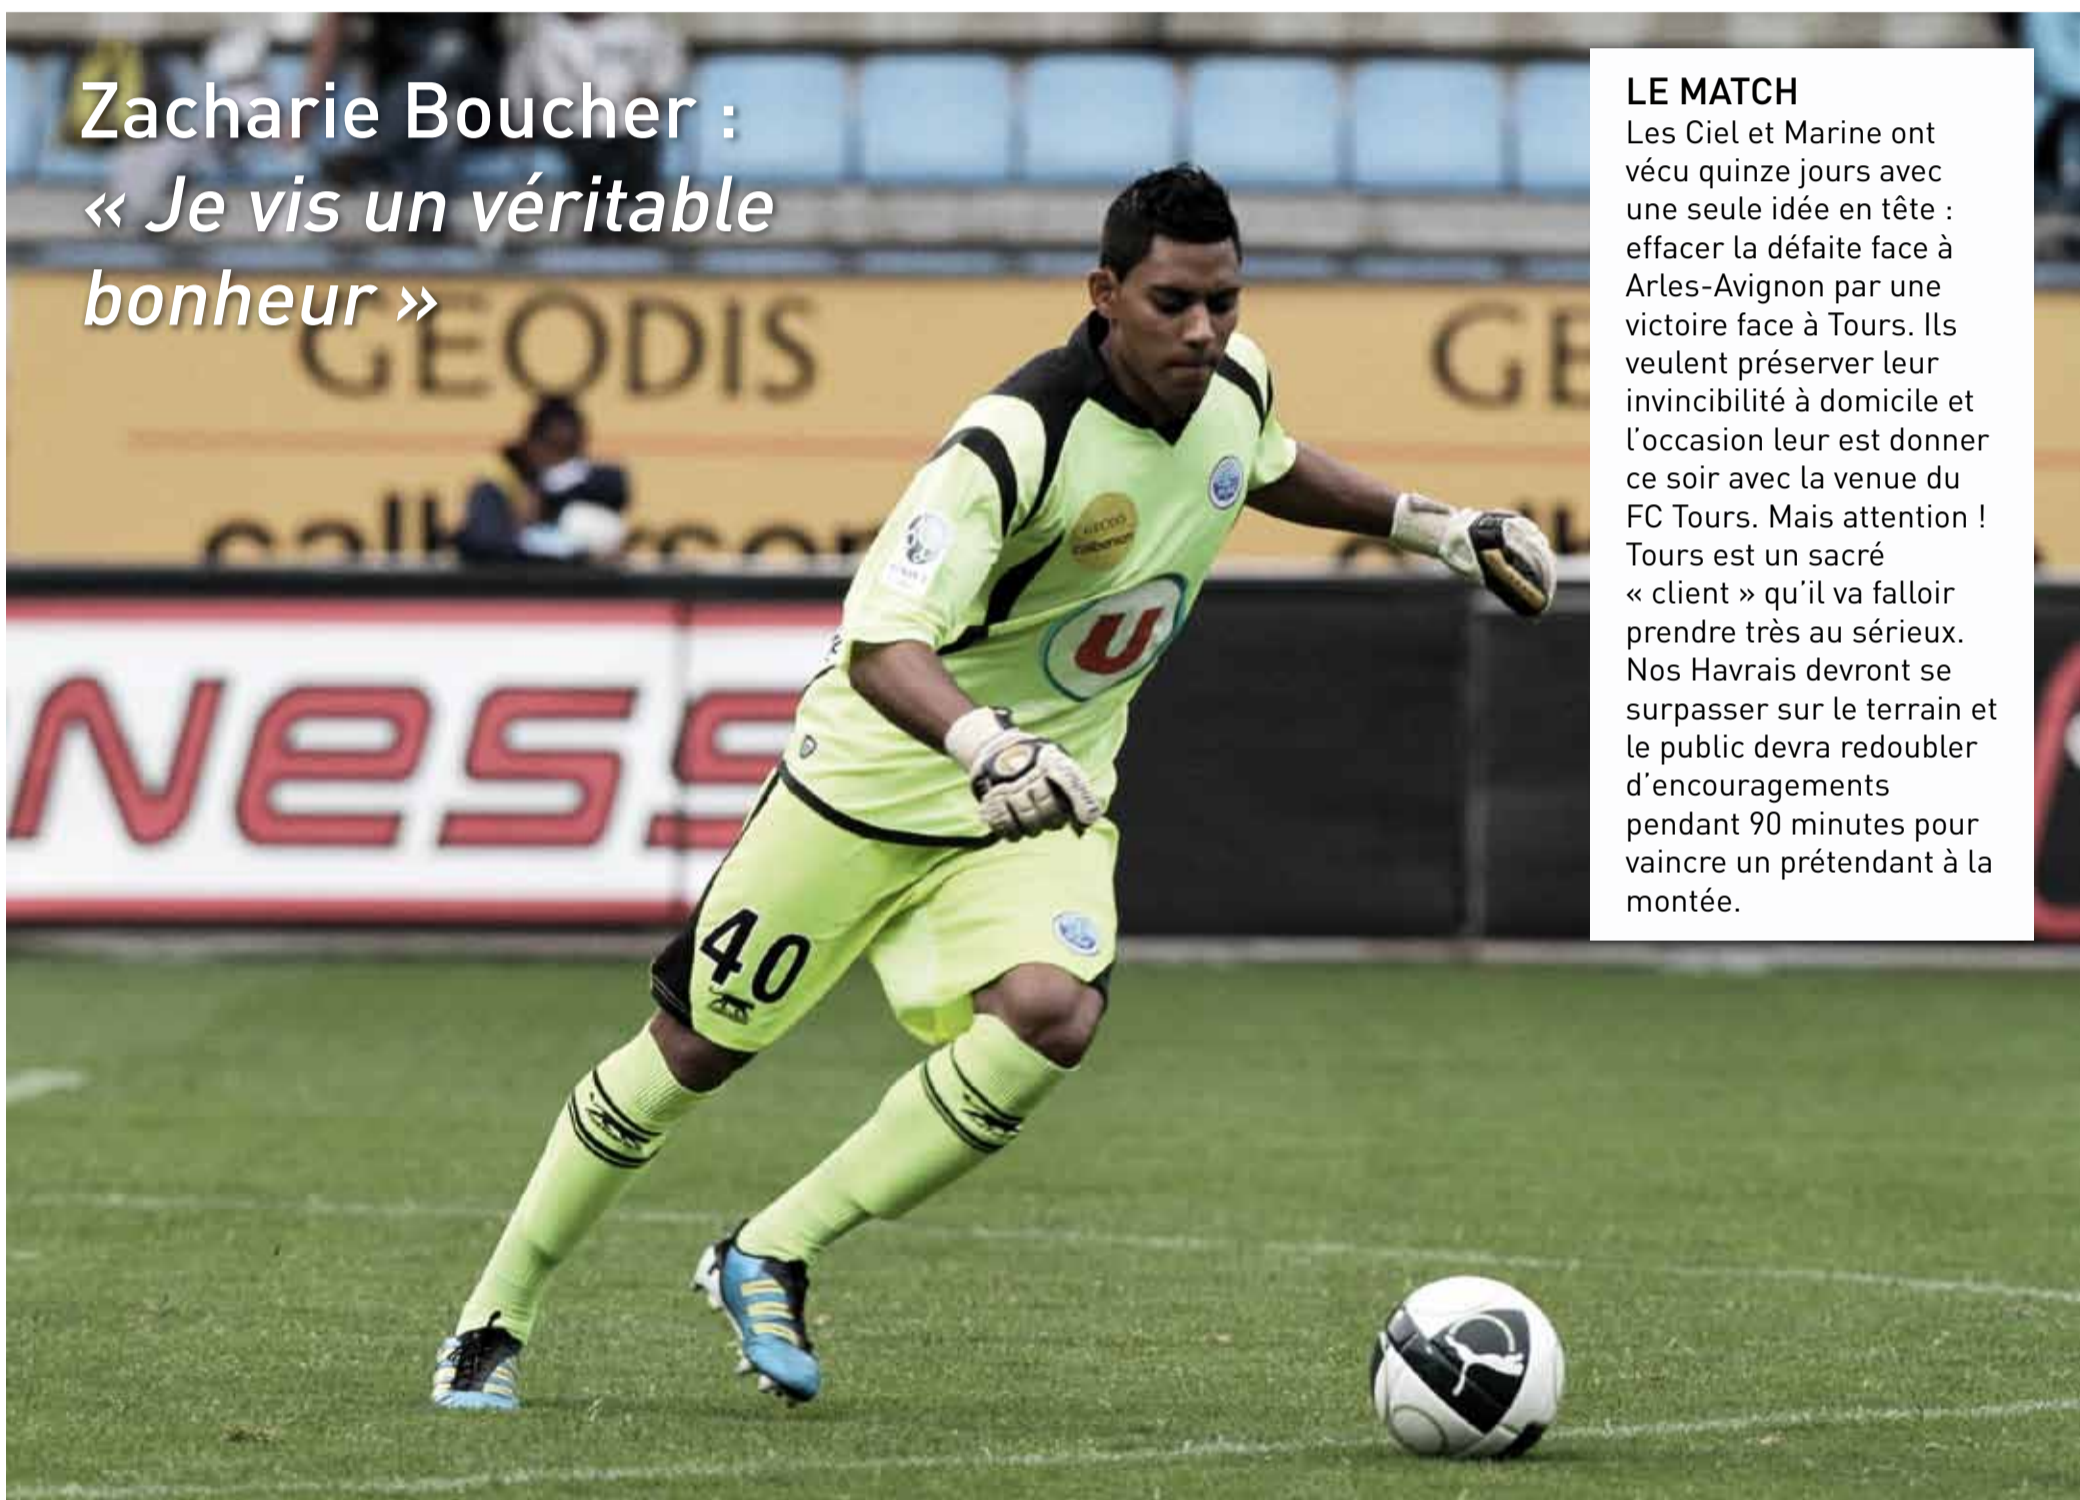 Zacharie Boucher :
« Je vis un véritable
bonheur »
LE MATCH
Les Ciel et Marine ont
vécu quinze jours avec
une seule idée en tête :
effacer la défaite face à
Arles-Avignon par une
victoire face à Tours. Ils
veulent préserver leur
invincibilité à domicile et
l'occasion leur est donner
ce soir avec la venue du
FC Tours. Mais attention !
Tours est un sacré
« client » qu'il va falloir
prendre très au sérieux.
Nos Havrais devront se
surpasser sur le terrain et
le public devra redoubler
d'encouragements
pendant 90 minutes pour
vaincre un prétendant à la
montée.
GEODIS
GE
Ness
GEODIS
calberson
U
40